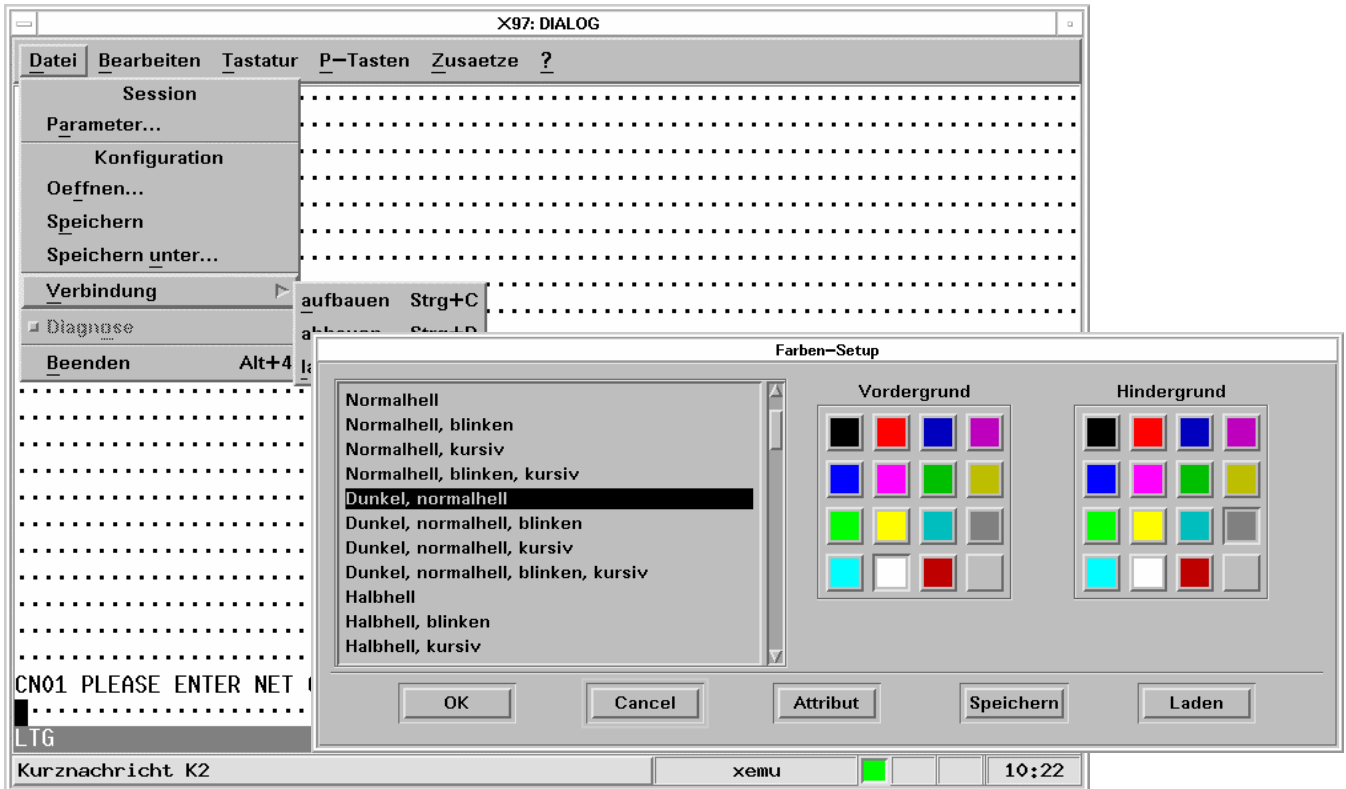 X97: DIALOG
Datei Bearbeiten Tastatur P-Tasten Zusaetze ?
Session
Parameter...
Konfiguration
Oeffnen...
Speichern
Speichern unter...
Verbindung
aufbauen Strg+C
Diagnose
Beenden Alt+4
Farben-Setup
Normalhell
Normalhell, blinken
Normalhell, kursiv
Normalhell, blinken, kursiv
Dunkel, normalhell
Dunkel, normalhell, blinken
Dunkel, normalhell, kursiv
Dunkel, normalhell, blinken, kursiv
Halbhell
Halbhell, blinken
Halbhell, kursiv
Vordergrund
Hindergrund
OK
Cancel
Attribut
Speichern
Laden
CN01 PLEASE ENTER NET
LTG
Kurznachricht K2
xemu
10:22